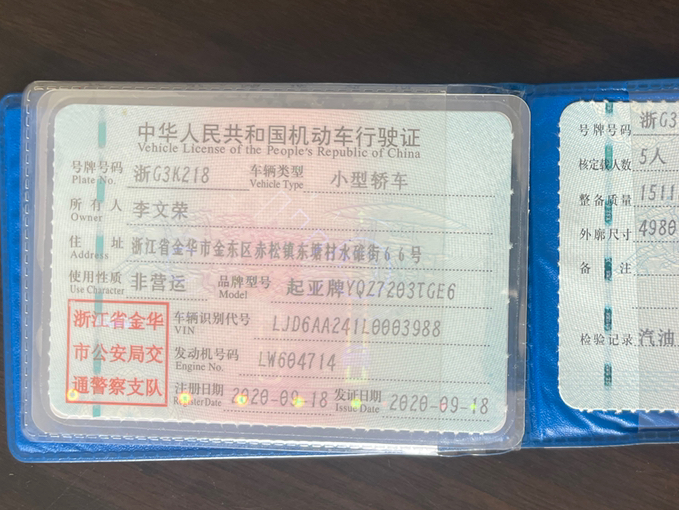 中华人民共和国机动车行驶证
Vehicle License of the People's Republic of China
号牌号码 浙G3K218 车辆类型 小型轿车
Plate No. Vehicle Type
所有人 李文荣
Owner
住址 浙江省金华市金东区赤松镇东塘村水碓街66号
Address
使用性质 非营运 品牌型号 起亚牌YQZ7203TGE6
Use Character Model
浙江省金华
市公安局交
通警察支队
车辆识别代号 LJD6AA241L0003988
VIN
发动机号码 LW604714
Engine No.
注册日期 2020-09-18 发证日期 2020-09-18
Register Date Issue Date
号牌号码 浙G3
核定载人数 5人
整备质量 1511
外廓尺寸 4980
备注
检验记录 汽油